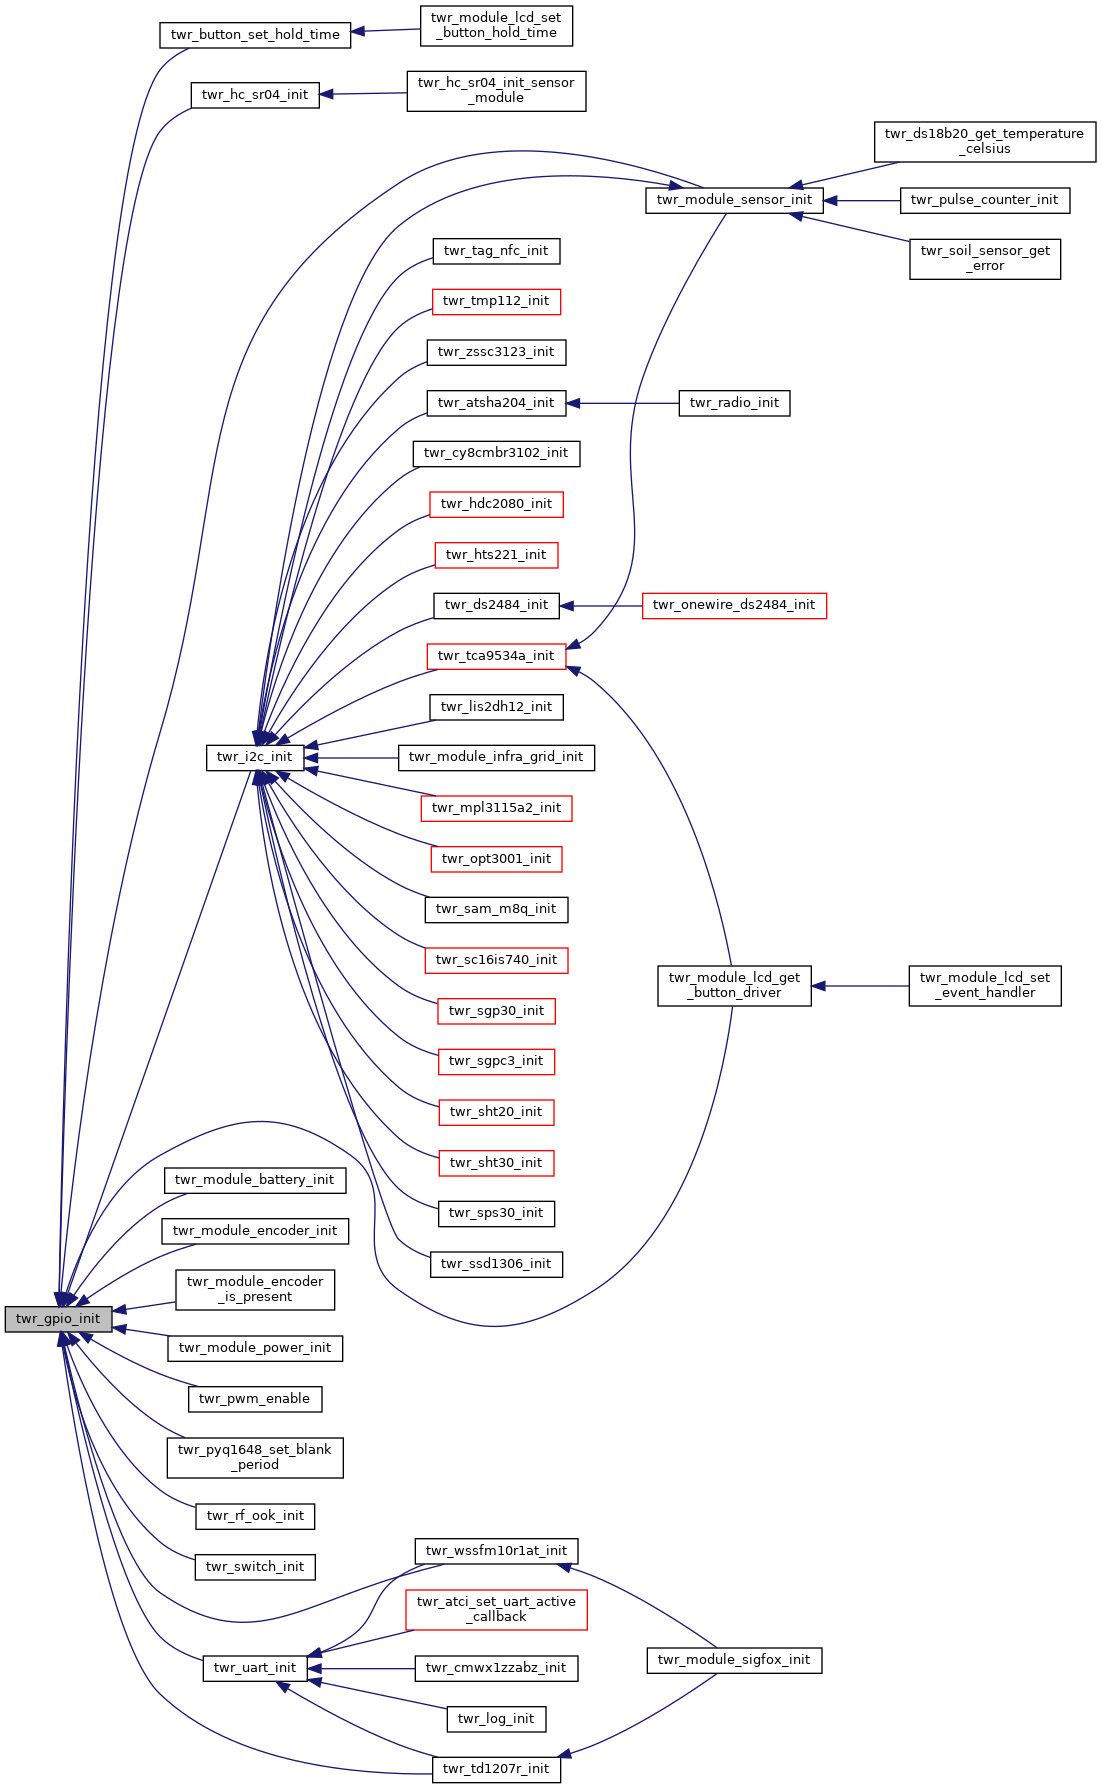 twr_module_lcd_set
_button_hold_time
twr_button_set_hold_time
twr_hc_sr04_init_sensor
_module
twr_hc_sr04_init
twr_ds18b20_get_temperature
_celsius
twr_module_sensor_init
twr_pulse_counter_init
twr_soil_sensor_get
_error
twr_tag_nfc_init
twr_tmp112_init
twr_zssc3123_init
twr_atsha204_init
twr_radio_init
twr_cy8cmbr3102_init
twr_hdc2080_init
twr_hts221_init
twr_ds2484_init
twr_onewire_ds2484_init
twr_tca9534a_init
twr_lis2dh12_init
twr_i2c_init
twr_module_infra_grid_init
twr_mpl3115a2_init
twr_opt3001_init
twr_sam_m8q_init
twr_sc16is740_init
twr_module_lcd_get
_button_driver
twr_module_lcd_set
_event_handler
twr_sgp30_init
twr_sgpc3_init
twr_sht20_init
twr_sht30_init
twr_module_battery_init
twr_sps30_init
twr_module_encoder_init
twr_ssd1306_init
twr_module_encoder
_is_present
twr_gpio_init
twr_module_power_init
twr_pwm_enable
twr_pyq1648_set_blank
_period
twr_rf_ook_init
twr_wssfm10r1at_init
twr_switch_init
twr_atci_set_uart_active
_callback
twr_module_sigfox_init
twr_uart_init
twr_cmwx1zzabz_init
twr_log_init
twr_td1207r_init